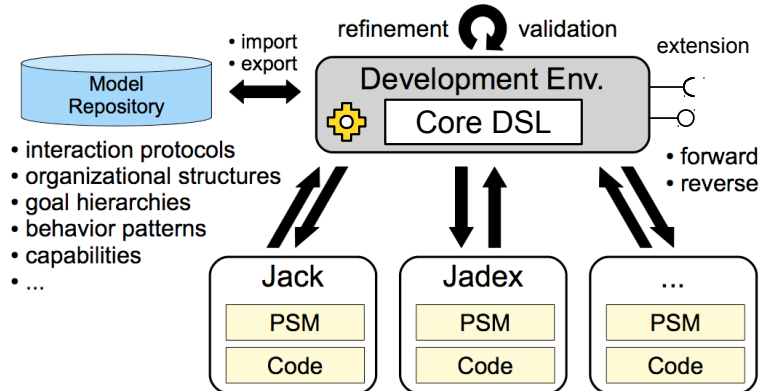 refinement
validation
• import
• export
extension
Model
Repository
Development Env.
Core DSL
• interaction protocols
• organizational structures
• goal hierarchies
• behavior patterns
• capabilities
• ...
• forward
• reverse
Jack
PSM
Code
Jadex
PSM
Code
...
PSM
Code